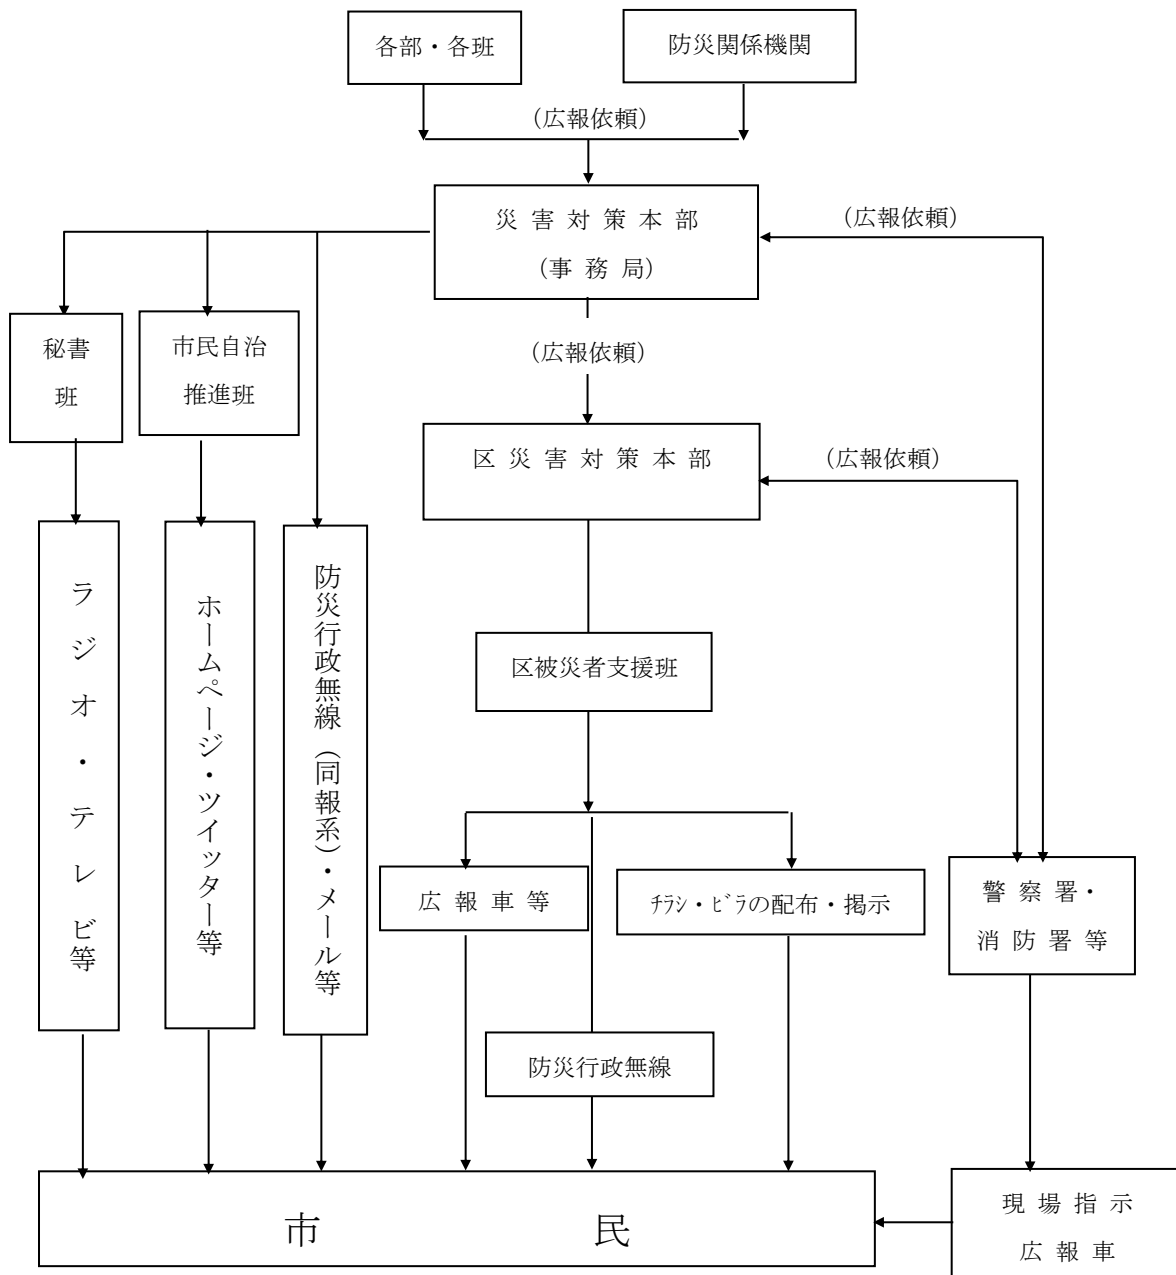 各部・各班
防災関係機関
（広報依頼）
災 害 対 策 本 部
（事 務 局）
（広報依頼）
秘書
班
市民自治
推進班
（広報依頼）
区 災 害 対 策 本 部
（広報依頼）
ラ ジ オ ・ テ レ ビ 等
ホームページ・ツイッター等
防災行政無線（同報系）・メール等
区被災者支援班
広 報 車 等
ﾁﾗｼ・ﾋﾞﾗの配布・掲示
警 察 署・
消 防 署 等
防災行政無線
市 民
現 場 指 示
広 報 車